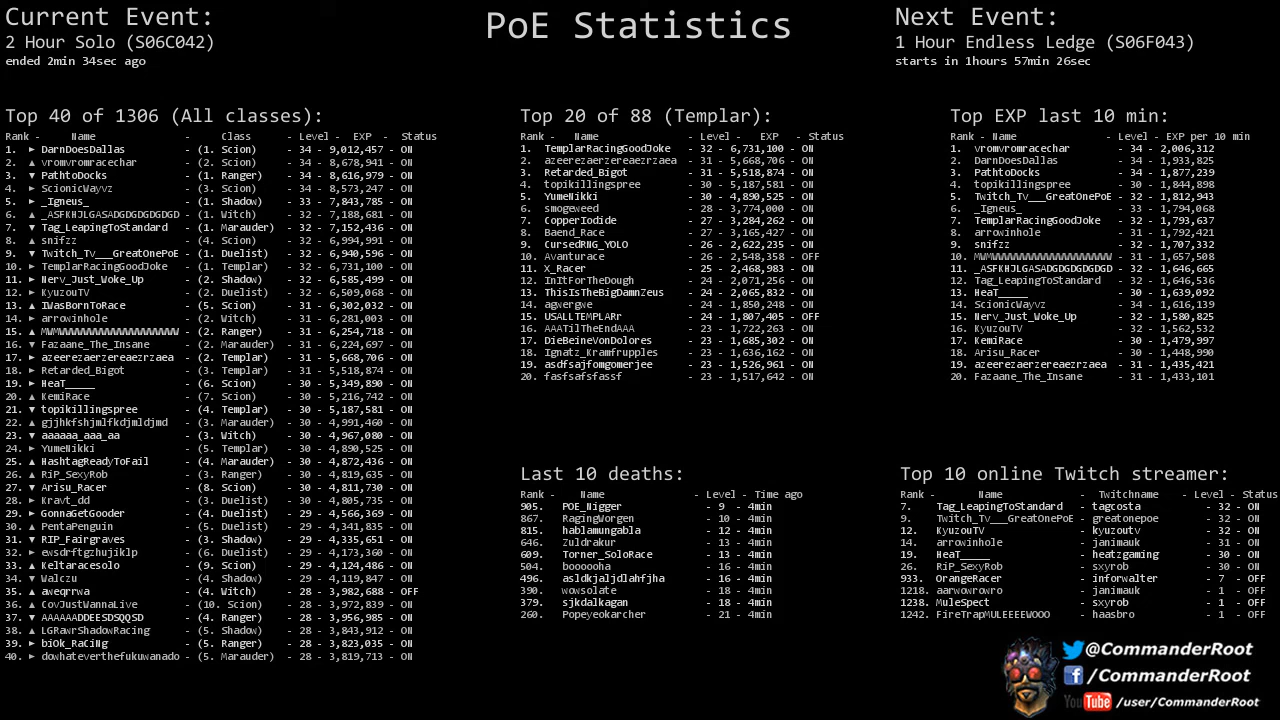 Current Event:
2 Hour Solo (S06C042)
ended 2min 34sec ago
PoE Statistics
Next Event:
1 Hour Endless Ledge (S06F043)
starts in 1hours 57min 26sec
Top 40 of 1306 (All classes):
Rank - Name - Class - Level - EXP - Status
1. ► DarnDoesDallas - (1. Scion) - 34 - 9,012,457 - ON
2. ▲ vromvromracechar - (2. Scion) - 34 - 8,678,941 - ON
3. ▼ PathtoDocks - (1. Ranger) - 34 - 8,616,979 - ON
4. ► ScionicWayvz - (3. Scion) - 34 - 8,573,247 - ON
5. ► _Igneus_ - (1. Shadow) - 33 - 7,843,785 - ON
6. ▲ _ASFKHJLGASADGDGDGDGDGD - (1. Witch) - 32 - 7,188,681 - ON
7. ▼ Tag_LeapingToStandard - (1. Marauder) - 32 - 7,152,436 - ON
8. ▲ snifzz - (4. Scion) - 32 - 6,994,991 - ON
9. ▼ Twitch_Tv___GreatOnePoE - (1. Duelist) - 32 - 6,940,596 - ON
10. ► TemplarRacingGoodJoke - (1. Templar) - 32 - 6,731,100 - ON
11. ► Nerv_Just_Woke_Up - (2. Shadow) - 32 - 6,585,499 - ON
12. ► KyuzouTV - (2. Duelist) - 32 - 6,509,068 - ON
13. ▲ IWasBornToRace - (5. Scion) - 31 - 6,302,032 - ON
14. ► arrowinhole - (2. Witch) - 31 - 6,281,003 - ON
15. ▲ - (2. Ranger) - 31 - 6,254,718 - ON
16. ▼ Fazaane_The_Insane - (2. Marauder) - 31 - 6,224,697 - ON
17. ► azeerezaerzereaezrzaea - (2. Templar) - 31 - 5,668,706 - ON
18. ► Retarded_Bigot - (3. Templar) - 31 - 5,518,874 - ON
19. ► HeaT_____ - (6. Scion) - 30 - 5,349,890 - ON
20. ▲ KemiRace - (7. Scion) - 30 - 5,216,742 - ON
21. ▼ topikillingspree - (4. Templar) - 30 - 5,187,581 - ON
22. ▲ gjjhkfshjmlfkdjmldjmd - (3. Marauder) - 30 - 4,991,460 - ON
23. ▼ aaaaaa_aaa_aa - (3. Witch) - 30 - 4,967,080 - ON
24. ► YumeNikki - (5. Templar) - 30 - 4,890,525 - ON
25. ▲ HashtagReadyToFail - (4. Marauder) - 30 - 4,872,436 - ON
26. ▲ RiP_SexyRob - (3. Ranger) - 30 - 4,819,635 - ON
27. ▼ Arisu_Racer - (8. Scion) - 30 - 4,811,730 - ON
28. ► Kravt_dd - (3. Duelist) - 30 - 4,805,735 - ON
29. ► GonnaGetGooder - (4. Duelist) - 29 - 4,566,369 - ON
30. ▲ PentaPenguin - (5. Duelist) - 29 - 4,341,835 - ON
31. ▼ RIP_Fairgraves - (3. Shadow) - 29 - 4,335,651 - ON
32. ► ewsdrftgzhujiklp - (6. Duelist) - 29 - 4,173,360 - ON
33. ▲ Keltaracesolo - (9. Scion) - 29 - 4,124,486 - ON
34. ▼ Walczu - (4. Shadow) - 29 - 4,119,847 - ON
35. ▲ aweqrrwa - (4. Witch) - 28 - 3,982,688 - OFF
36. ▲ CovJustWannaLive - (10. Scion) - 28 - 3,972,839 - ON
37. ▼ AAAAAADDEESDSQQSD - (4. Ranger) - 28 - 3,956,985 - ON
38. ▲ LGRawrShadowRacing - (5. Shadow) - 28 - 3,843,912 - ON
39. ► biOk_RaCiNg - (5. Ranger) - 28 - 3,823,035 - ON
40. ► dowhateverthefukuwanado - (5. Marauder) - 28 - 3,819,713 - ON
Top 20 of 88 (Templar):
Rank - Name - Level - EXP - Status
1. TemplarRacingGoodJoke - 32 - 6,731,100 - ON
2. azeerezaerzereaezrzaea - 31 - 5,668,706 - ON
3. Retarded_Bigot - 31 - 5,518,874 - ON
4. topikillingspree - 30 - 5,187,581 - ON
5. YumeNikki - 30 - 4,890,525 - ON
6. smogeweed - 28 - 3,774,000 - ON
7. CopperIodide - 27 - 3,284,262 - ON
8. Baend_Race - 27 - 3,165,427 - ON
9. CursedRNG_YOLO - 26 - 2,622,235 - ON
10. Avanturace - 26 - 2,548,358 - OFF
11. X_Racer - 25 - 2,468,983 - ON
12. InItForTheDough - 24 - 2,071,256 - ON
13. ThisIsTheBigDamnZeus - 24 - 2,065,832 - ON
14. agwergwe - 24 - 1,850,248 - ON
15. USALLTEMPLARr - 24 - 1,807,405 - OFF
16. AAATilTheEndAAA - 23 - 1,722,263 - ON
17. DieBeineVonDolores - 23 - 1,685,302 - ON
18. Ignatz_Kramfrupples - 23 - 1,636,162 - ON
19. asdfsajfomgomerjee - 23 - 1,526,961 - ON
20. fasfsafsfassf - 23 - 1,517,642 - ON
Top EXP last 10 min:
Rank - Name - Level - EXP per 10 min
1. vromvromracechar - 34 - 2,006,312
2. DarnDoesDallas - 34 - 1,933,825
3. PathtoDocks - 34 - 1,877,239
4. topikillingspree - 30 - 1,844,898
5. Twitch_Tv___GreatOnePoE - 32 - 1,812,943
6. _Igneus_ - 33 - 1,794,068
7. TemplarRacingGoodJoke - 32 - 1,793,637
8. arrowinhole - 31 - 1,792,421
9. snifzz - 32 - 1,707,332
10. - 31 - 1,657,508
11. _ASFKHJLGASADGDGDGDGDGD - 32 - 1,646,665
12. Tag_LeapingToStandard - 32 - 1,646,536
13. HeaT_____ - 30 - 1,639,092
14. ScionicWayvz - 34 - 1,616,139
15. Nerv_Just_Woke_Up - 32 - 1,580,825
16. KyuzouTV - 32 - 1,562,532
17. KemiRace - 30 - 1,479,997
18. Arisu_Racer - 30 - 1,448,990
19. azeerezaerzereaezrzaea - 31 - 1,435,421
20. Fazaane_The_Insane - 31 - 1,433,101
Last 10 deaths:
Rank - Name - Level - Time ago
905. POE_Nigger - 9 - 4min
867. RagingWorgen - 10 - 4min
815. hablamungabla - 12 - 4min
646. Zuldrakur - 13 - 4min
609. Torner_SoloRace - 13 - 4min
504. boooooha - 16 - 4min
496. asldkjaljdlahfjha - 16 - 4min
390. wowsolate - 18 - 4min
379. sjkdalkagan - 18 - 4min
260. Popeyeokarcher - 21 - 4min
Top 10 online Twitch streamer:
Rank - Name - Twitchname - Level - Status
7. Tag_LeapingToStandard - tagcosta - 32 - ON
9. Twitch_Tv___GreatOnePoE - greatonepoe - 32 - ON
12. KyuzouTV - kyuzoutv - 32 - ON
14. arrowinhole - janimauk - 31 - ON
19. HeaT_____ - heatzgaming - 30 - ON
26. RiP_SexyRob - sxyrob - 30 - ON
933. OrangeRacer - inforwalter - 7 - OFF
1218. aarwowrowro - janimauk - 1 - OFF
1238. MuleSpect - sxyrob - 1 - OFF
1242. FireTrapMULEEEEWOOO - haasbro - 1 - OFF
@CommanderRoot
/CommanderRoot
YouTube /user/CommanderRoot